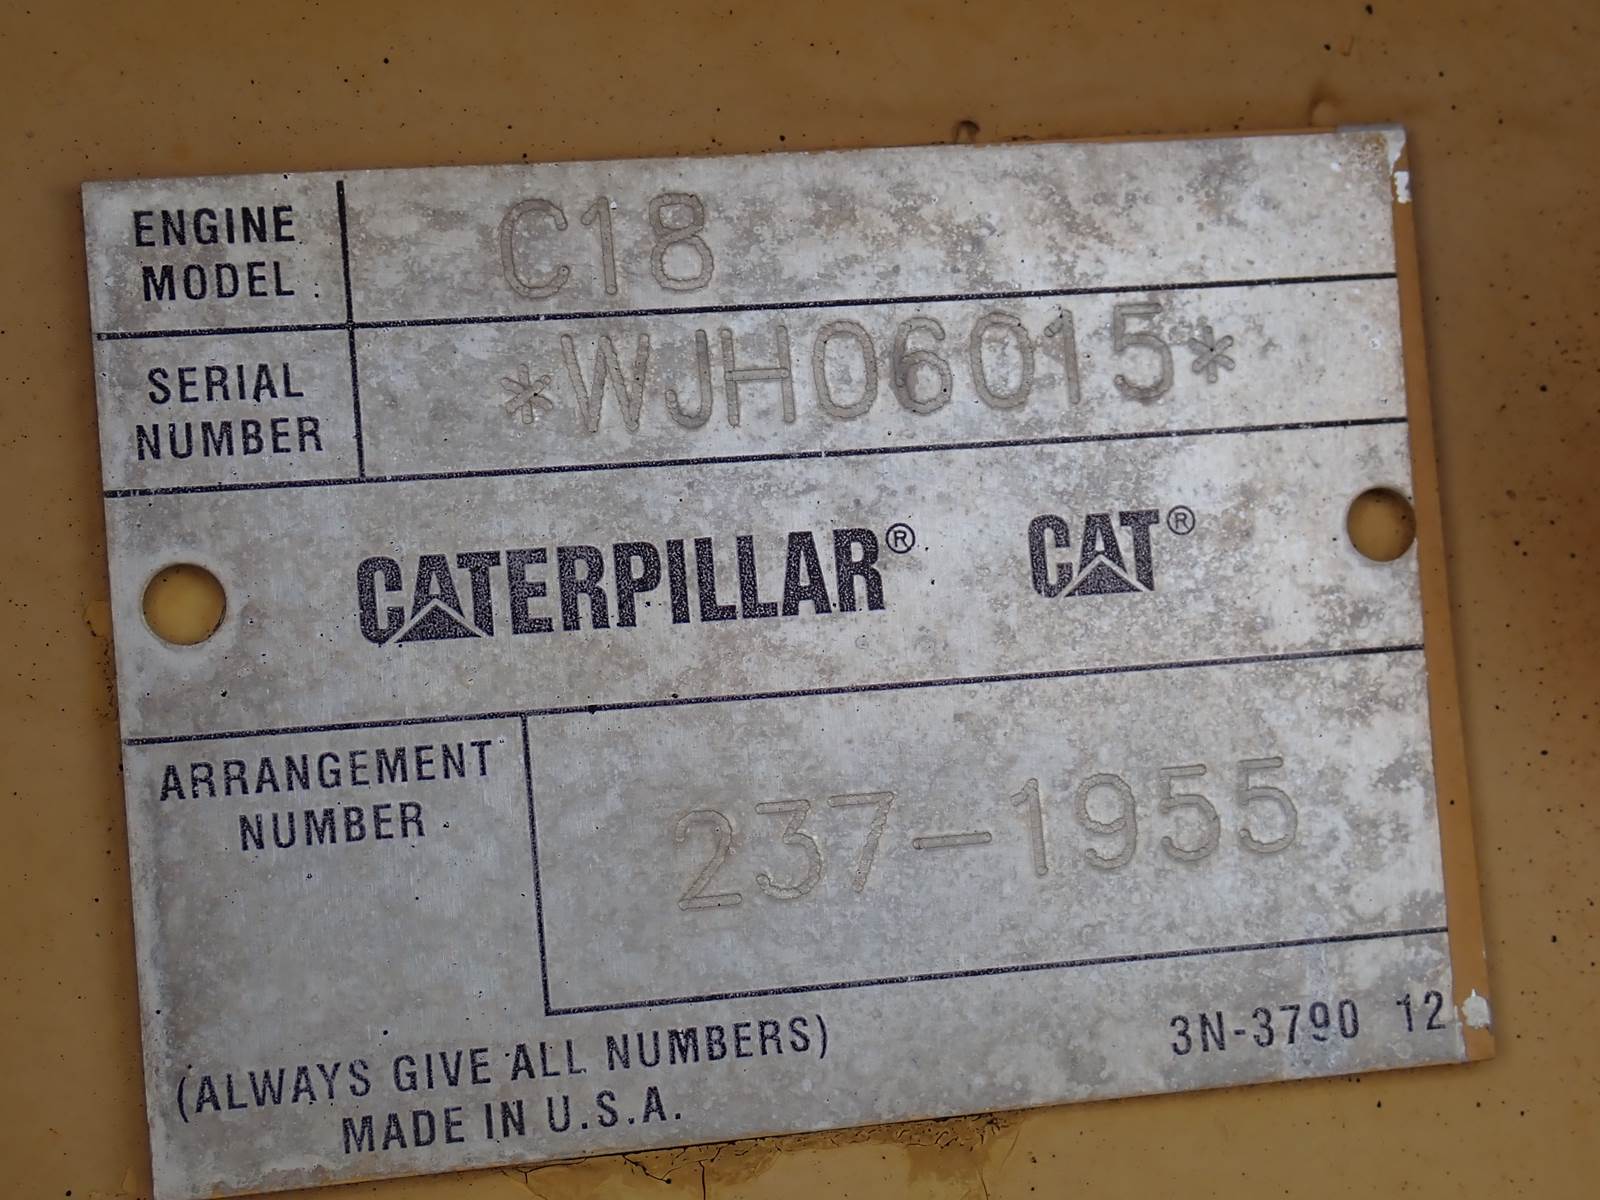 ENGINE MODEL C18
SERIAL NUMBER *WJH06015*
CATERPILLAR® CAT®
ARRANGEMENT NUMBER 237-1955
(ALWAYS GIVE ALL NUMBERS) 3N-3790 12
MADE IN U.S.A.